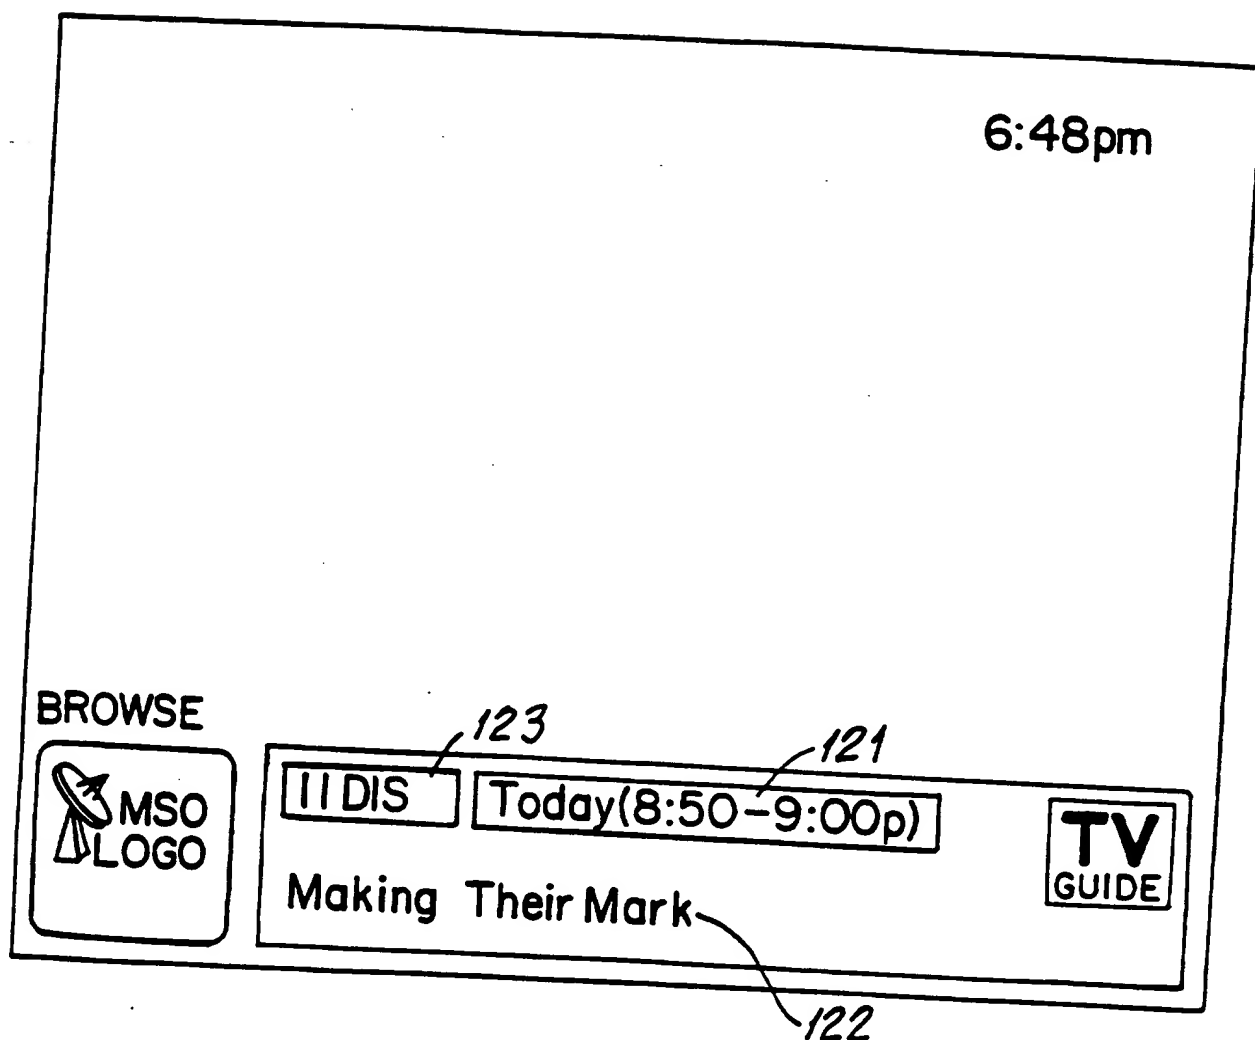 6:48pm
BROWSE
MSO
LOGO
123
121
11 DIS
Today(8:50-9:00p)
TV
GUIDE
Making Their Mark
122